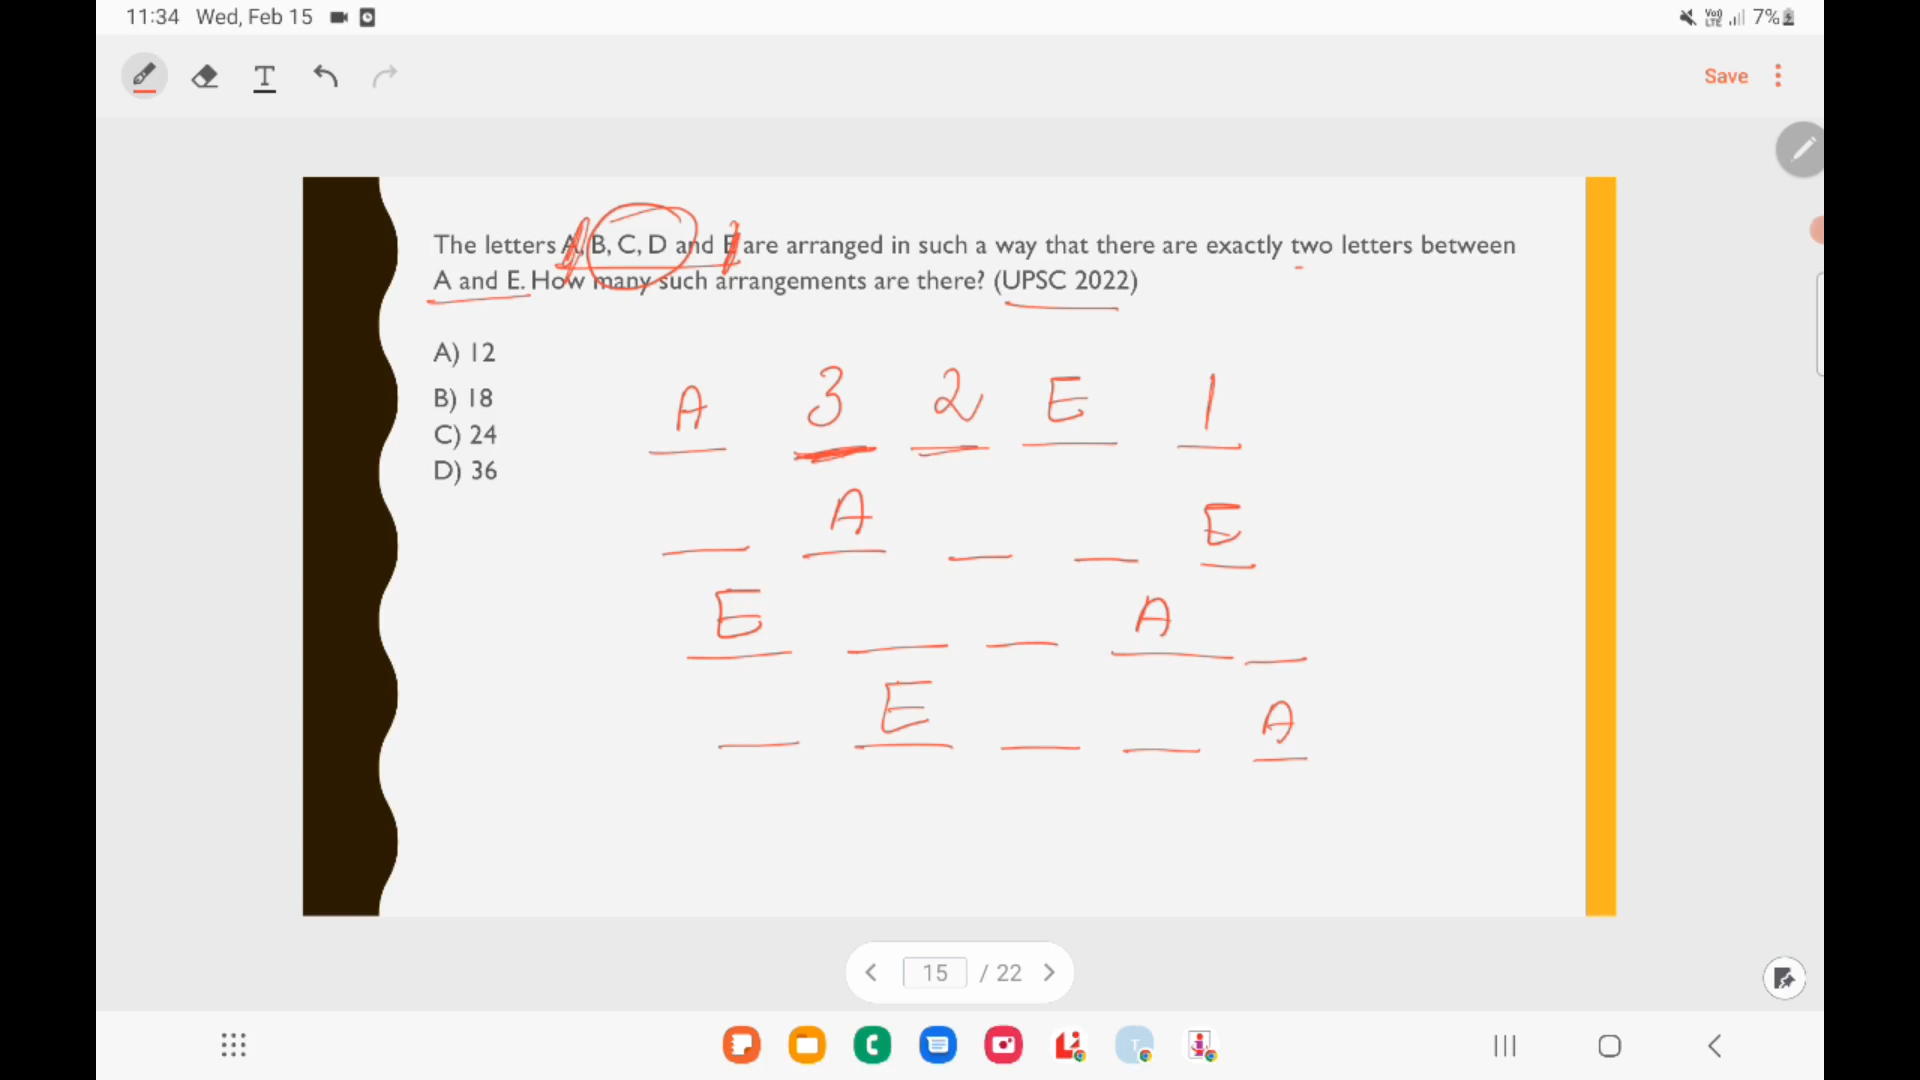 11:34 Wed, Feb 15
Vo)) LTE 7%
T Save
The letters A, B, C, D and E are arranged in such a way that there are exactly two letters between
A and E. How many such arrangements are there? (UPSC 2022)
A) 12
B) 18
C) 24
D) 36
A 3 2 E 1
A E
E A
E A
15 / 22
T